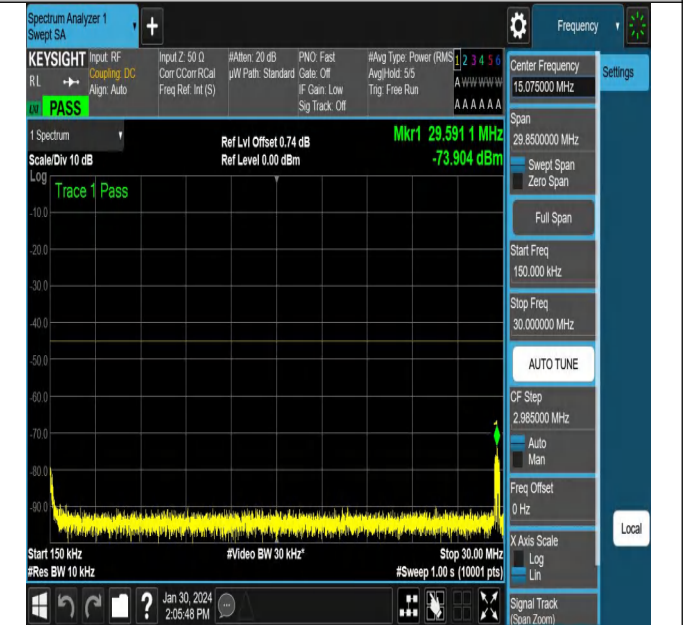 Spectrum Analyzer 1
Swept SA
+
Frequency
KEYSIGHT
RL
Input: RF
Coupling: DC
Align: Auto
Input Z: 50 Ω
Corr CCorr RCal
Freq Ref: Int (S)
#Atten: 20 dB
µW Path: Standard
PNO: Fast
Gate: Off
IF Gain: Low
Sig Track: Off
#Avg Type: Power (RMS
Avg|Hold: 5/5
Trig: Free Run
1 2 3 4 5 6
A W W W W W
A A A A A A
PASS
1 Spectrum
Scale/Div 10 dB
Ref Lvl Offset 0.74 dB
Ref Level 0.00 dBm
Mkr1 29.591 1 MHz
-73.904 dBm
Log
Trace 1 Pass
-10.0
-20.0
-30.0
-40.0
-50.0
-60.0
-70.0
-80.0
-90.0
Start 150 kHz
#Res BW 10 kHz
#Video BW 30 kHz*
Stop 30.00 MHz
#Sweep 1.00 s (10001 pts)
Center Frequency
15.075000 MHz
Settings
Span
29.8500000 MHz
Swept Span
Zero Span
Full Span
Start Freq
150.000 kHz
Stop Freq
30.000000 MHz
AUTO TUNE
CF Step
2.985000 MHz
Auto
Man
Freq Offset
0 Hz
X Axis Scale
Log
Lin
Signal Track
(Span Zoom)
Local
?
Jan 30, 2024
2:05:48 PM